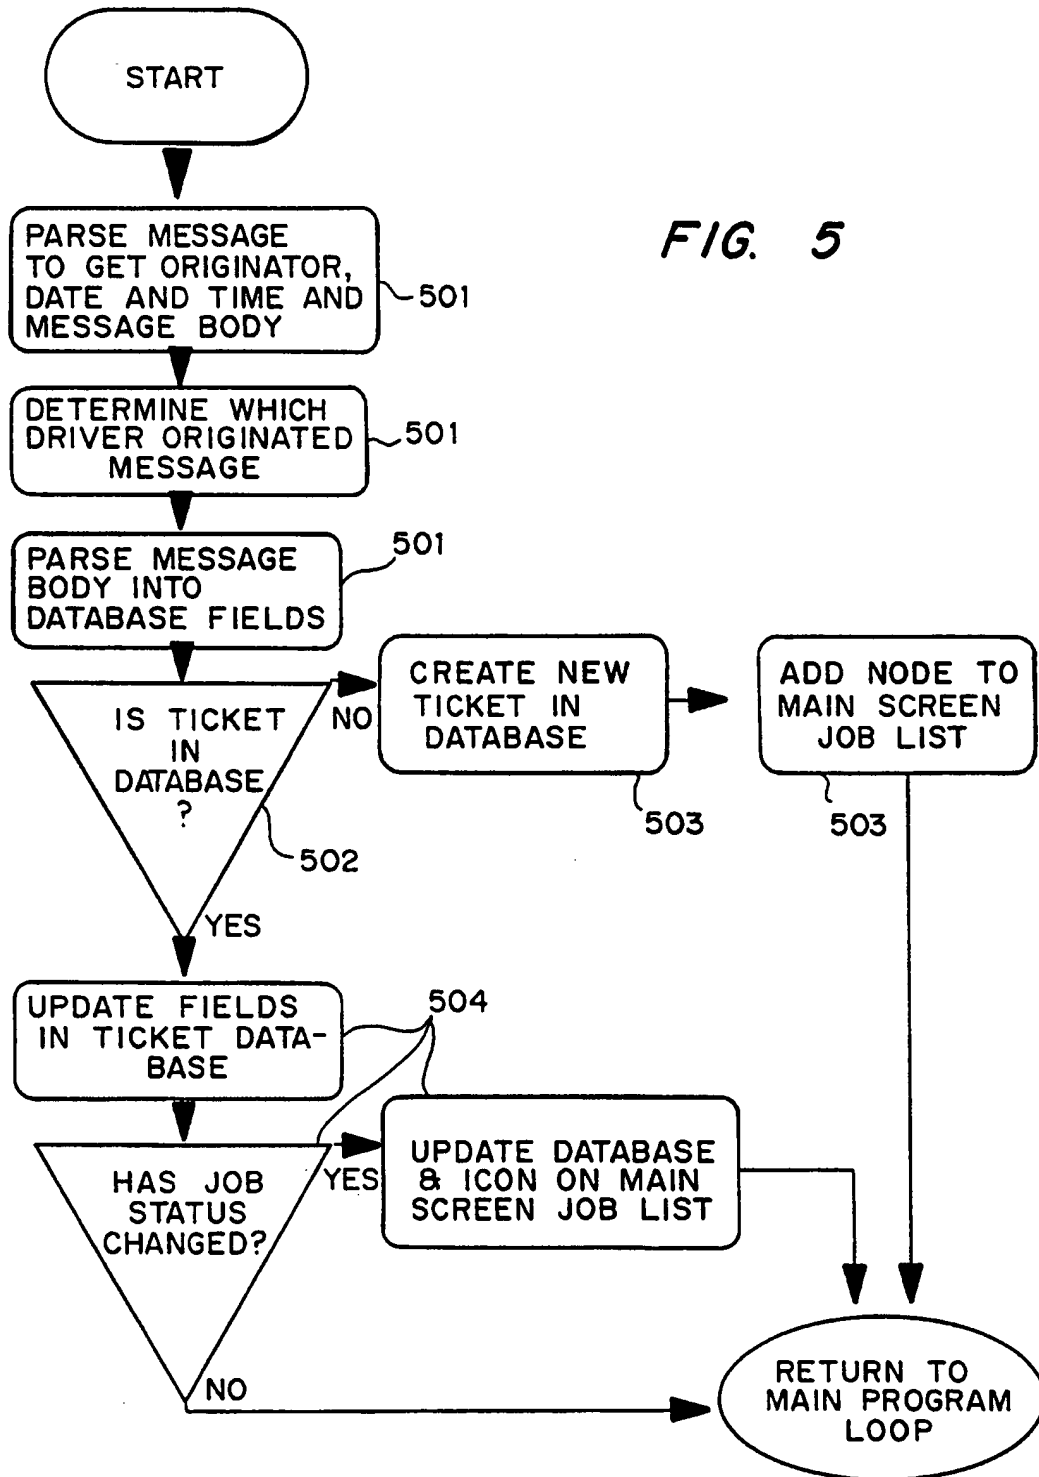 START
FIG. 5
PARSE MESSAGE
TO GET ORIGINATOR,
DATE AND TIME AND
MESSAGE BODY
501
DETERMINE WHICH
DRIVER ORIGINATED
MESSAGE
501
PARSE MESSAGE
BODY INTO
DATABASE FIELDS
501
IS TICKET
IN
DATABASE
?
502
NO
CREATE NEW
TICKET IN
DATABASE
503
ADD NODE TO
MAIN SCREEN
JOB LIST
503
YES
UPDATE FIELDS
IN TICKET DATA-
BASE
504
HAS JOB
STATUS
CHANGED?
YES
UPDATE DATABASE
& ICON ON MAIN
SCREEN JOB LIST
NO
RETURN TO
MAIN PROGRAM
LOOP